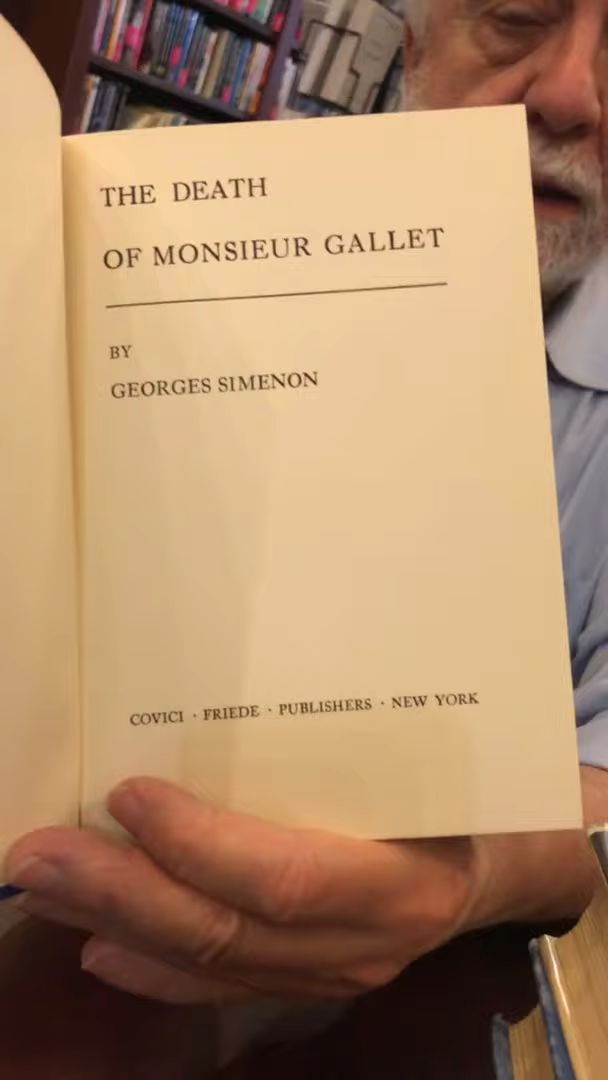 THE DEATH
OF MONSIEUR GALLET
BY
GEORGES SIMENON
COVICI · FRIEDE · PUBLISHERS · NEW YORK